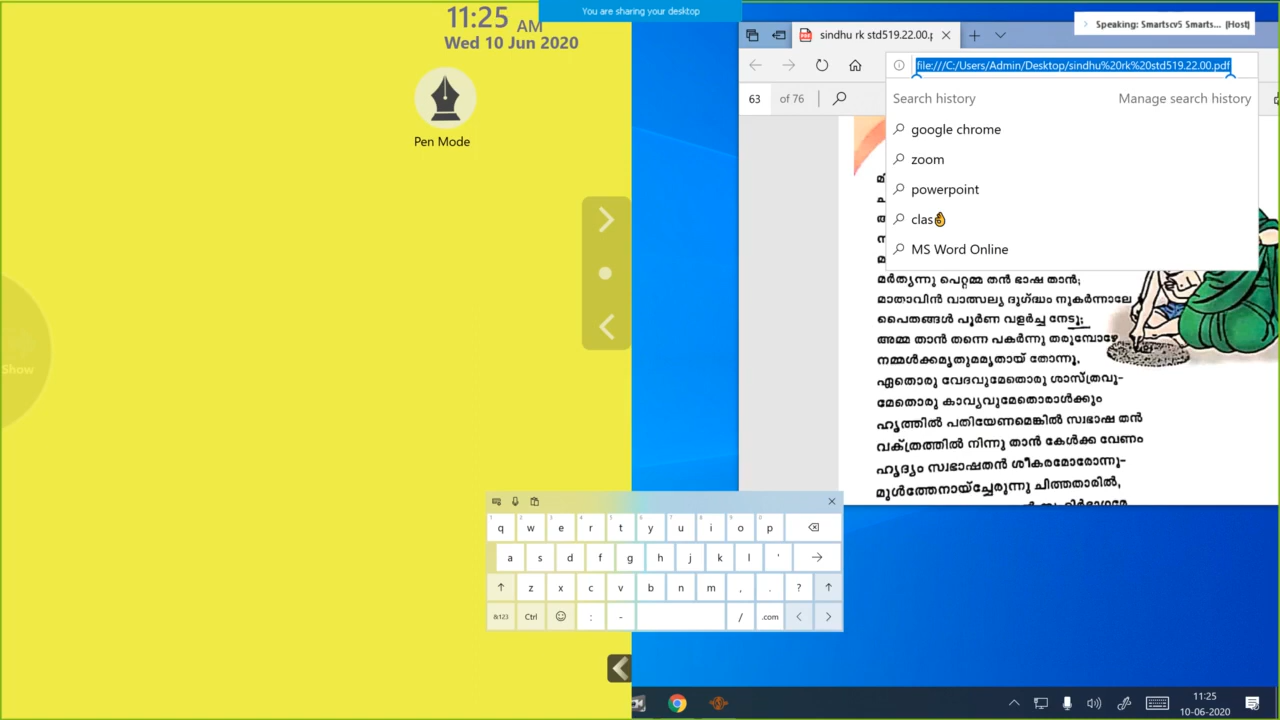 You are sharing your desktop
11:25 AM
Wed 10 Jun 2020
Pen Mode
Show
sindhu rk std519.22.00.p
Speaking: Smartscv5 Smarts... [Host]
file:///C:/Users/Admin/Desktop/sindhu%20rk%20std519.22.00.pdf
63 of 76
Search history Manage search history
google chrome
zoom
powerpoint
clas👌
MS Word Online
മർത്യന്നു പെറ്റമ്മ തൻ ഭാഷ താൻ;
മാതാവിൻ വാത്സല്യ ദുഗ്ദ്ധം നുകർന്നാലേ
പൈതങ്ങൾ പൂർണ വളർച്ച നേടൂ;
അമ്മ താൻ തന്നെ പകർന്നു തരുമ്പോഴേ
നമ്മൾക്കമൃതുമമൃതായ് തോന്നൂ,
ഏതൊരു വേദവുമേതൊരു ശാസ്ത്രവു-
മേതൊരു കാവ്യവുമേതൊരാൾക്കും
ഹൃത്തിൽ പതിയേണമെങ്കിൽ സ്വഭാഷ തൻ
വക്ത്രത്തിൽ നിന്നു താൻ കേൾക്ക വേണം
ഹൃദ്യം സ്വഭാഷതൻ ശീകരമോരോന്നു-
മുൾത്തേനായ്ച്ചേരുന്നു ചിത്തതാരിൽ,
q w e r t y u i o p
a s d f g h j k l '
z x c v b n m , . ?
&123 Ctrl : - / .com
11:25
10-06-2020